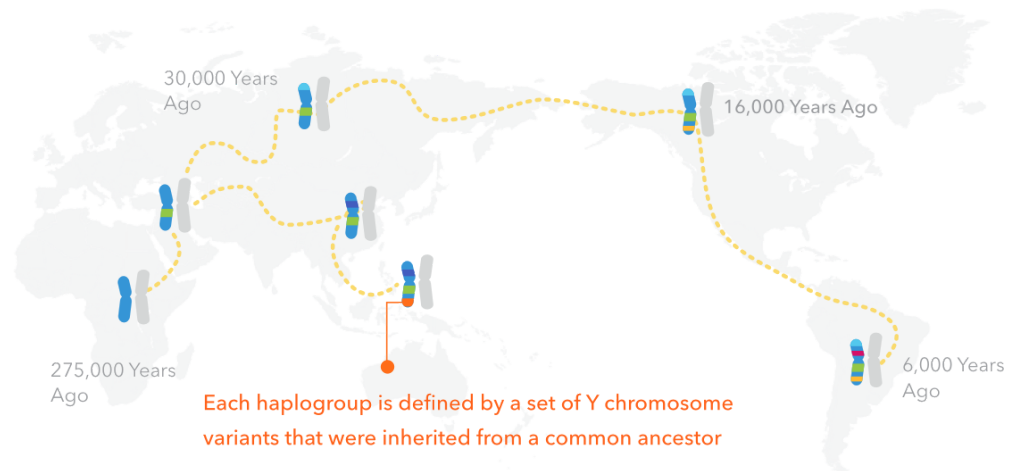 30,000 Years
Ago
16,000 Years Ago
275,000 Years
Ago
6,000 Years
Ago
Each haplogroup is defined by a set of Y chromosome
variants that were inherited from a common ancestor